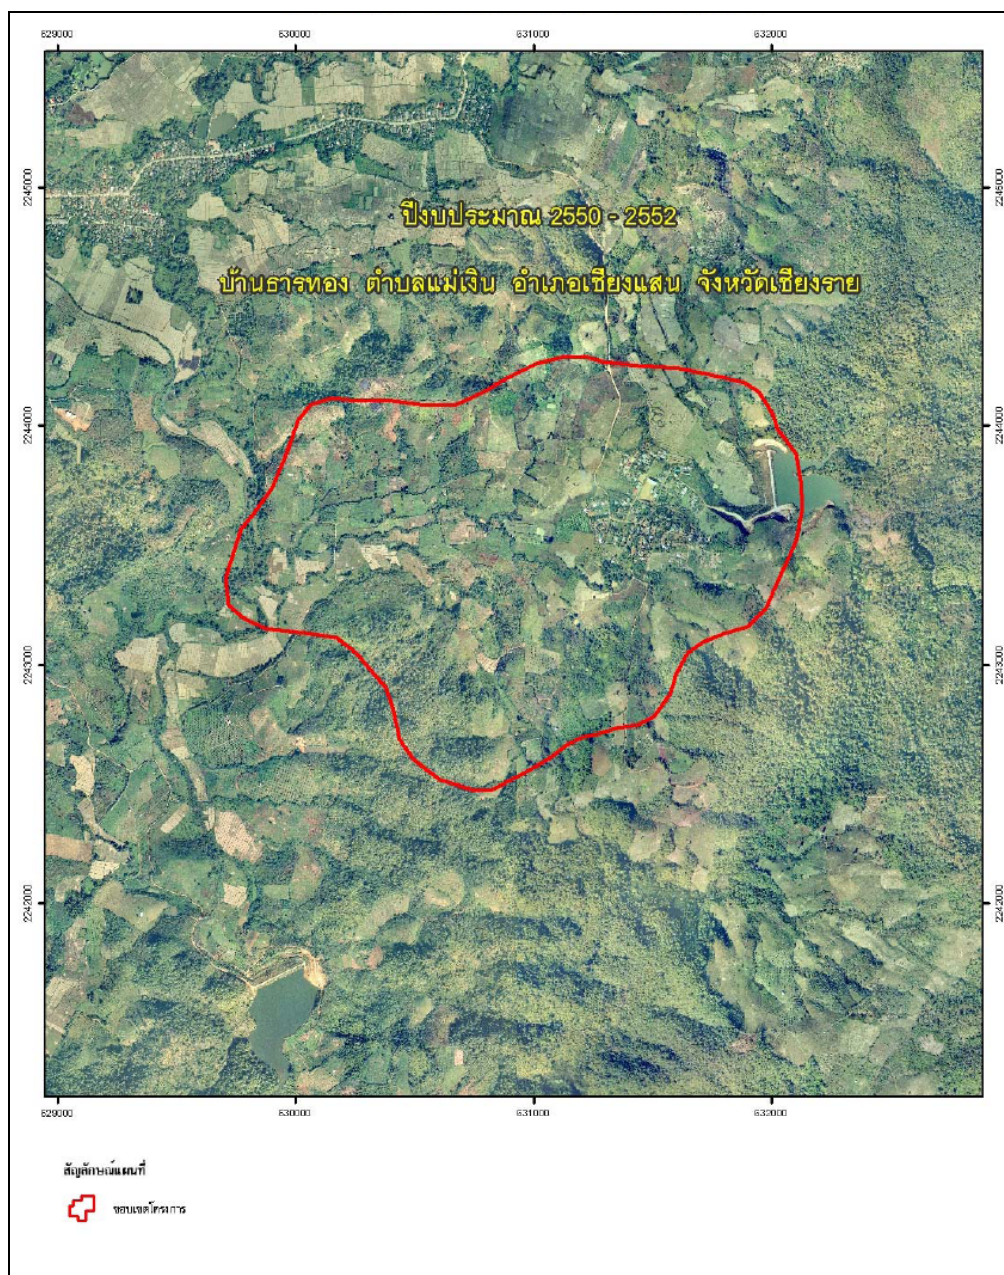 629000 630000 631000 632000
2245000 2245000
ปีงบประมาณ 2550 - 2552
บ้านธารทอง ตำบลแม่เงิน อำเภอเชียงแสน จังหวัดเชียงราย
2244000 2244000
2243000 2243000
2242000 2242000
629000 630000 631000 632000
สัญลักษณ์แผนที่
ขอบเขตโครงการ